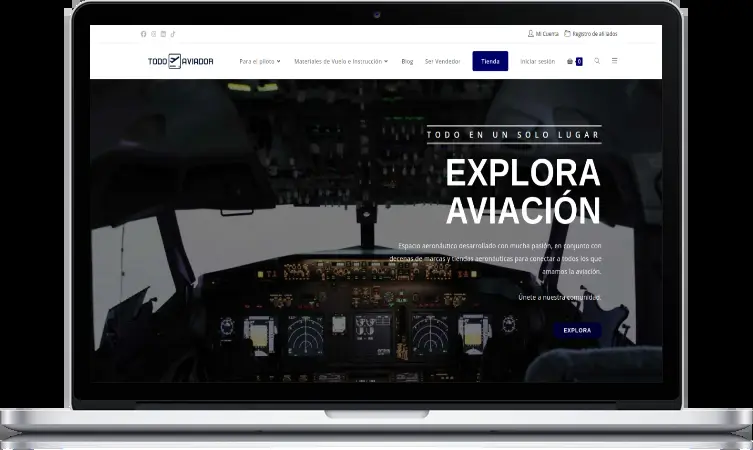 Mi Cuenta Registro de afiliados
TODO AVIADOR
Para el piloto Materiales de Vuelo e Instrucción Blog Ser Vendedor Tienda Iniciar sesión 0
TODO EN UN SOLO LUGAR
EXPLORA
AVIACIÓN
Espacio aeronáutico desarrollado con mucha pasión, en conjunto con
decenas de marcas y tiendas aeronáuticas para conectar a todos los que
amamos la aviación.
Únete a nuestra comunidad.
EXPLORA